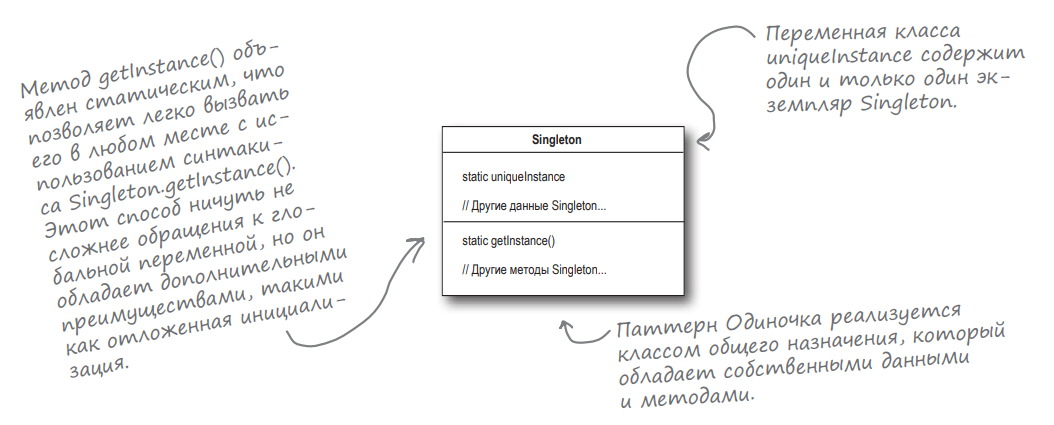 Метод getInstance() объ-
явлен статическим, что
позволяет легко вызвать
его в любом месте с ис-
пользованием синтаки-
са Singleton.getInstance().
Этот способ ничуть не
сложнее обращения к гло-
бальной переменной, но он
обладает дополнительными
преимуществами, такими
как отложенная инициали-
зация.
Переменная класса
uniqueInstance содержит
один и только один эк-
земпляр Singleton.
Singleton
static uniqueInstance
// Другие данные Singleton...
static getInstance()
// Другие методы Singleton...
Паттерн Одиночка реализуется
классом общего назначения, который
обладает собственными данными
и методами.